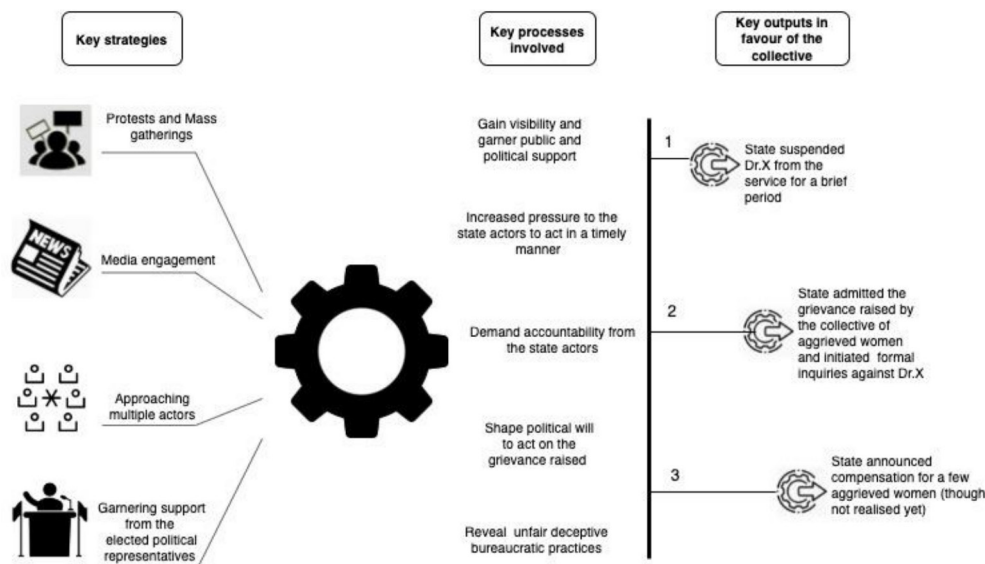 Key strategies
Key processes
involved
Key outputs in
favour of the
collective
Protests and Mass
gatherings
NEWS
Media engagement
Approaching
multiple actors
Garnering support
from the
elected political
representatives
Gain visibility and
garner public and
political support
Increased pressure to the
state actors to act in a timely
manner
Demand accountability from
the state actors
Shape political will
to act on the
grievance raised
Reveal unfair deceptive
bureaucratic practices
1
State suspended
Dr.X from the
service for a brief
period
2
State admitted the
grievance raised by
the collective of
aggrieved women
and initiated formal
inquiries against Dr.X
3
State announced
compensation for a few
aggrieved women (though
not realised yet)